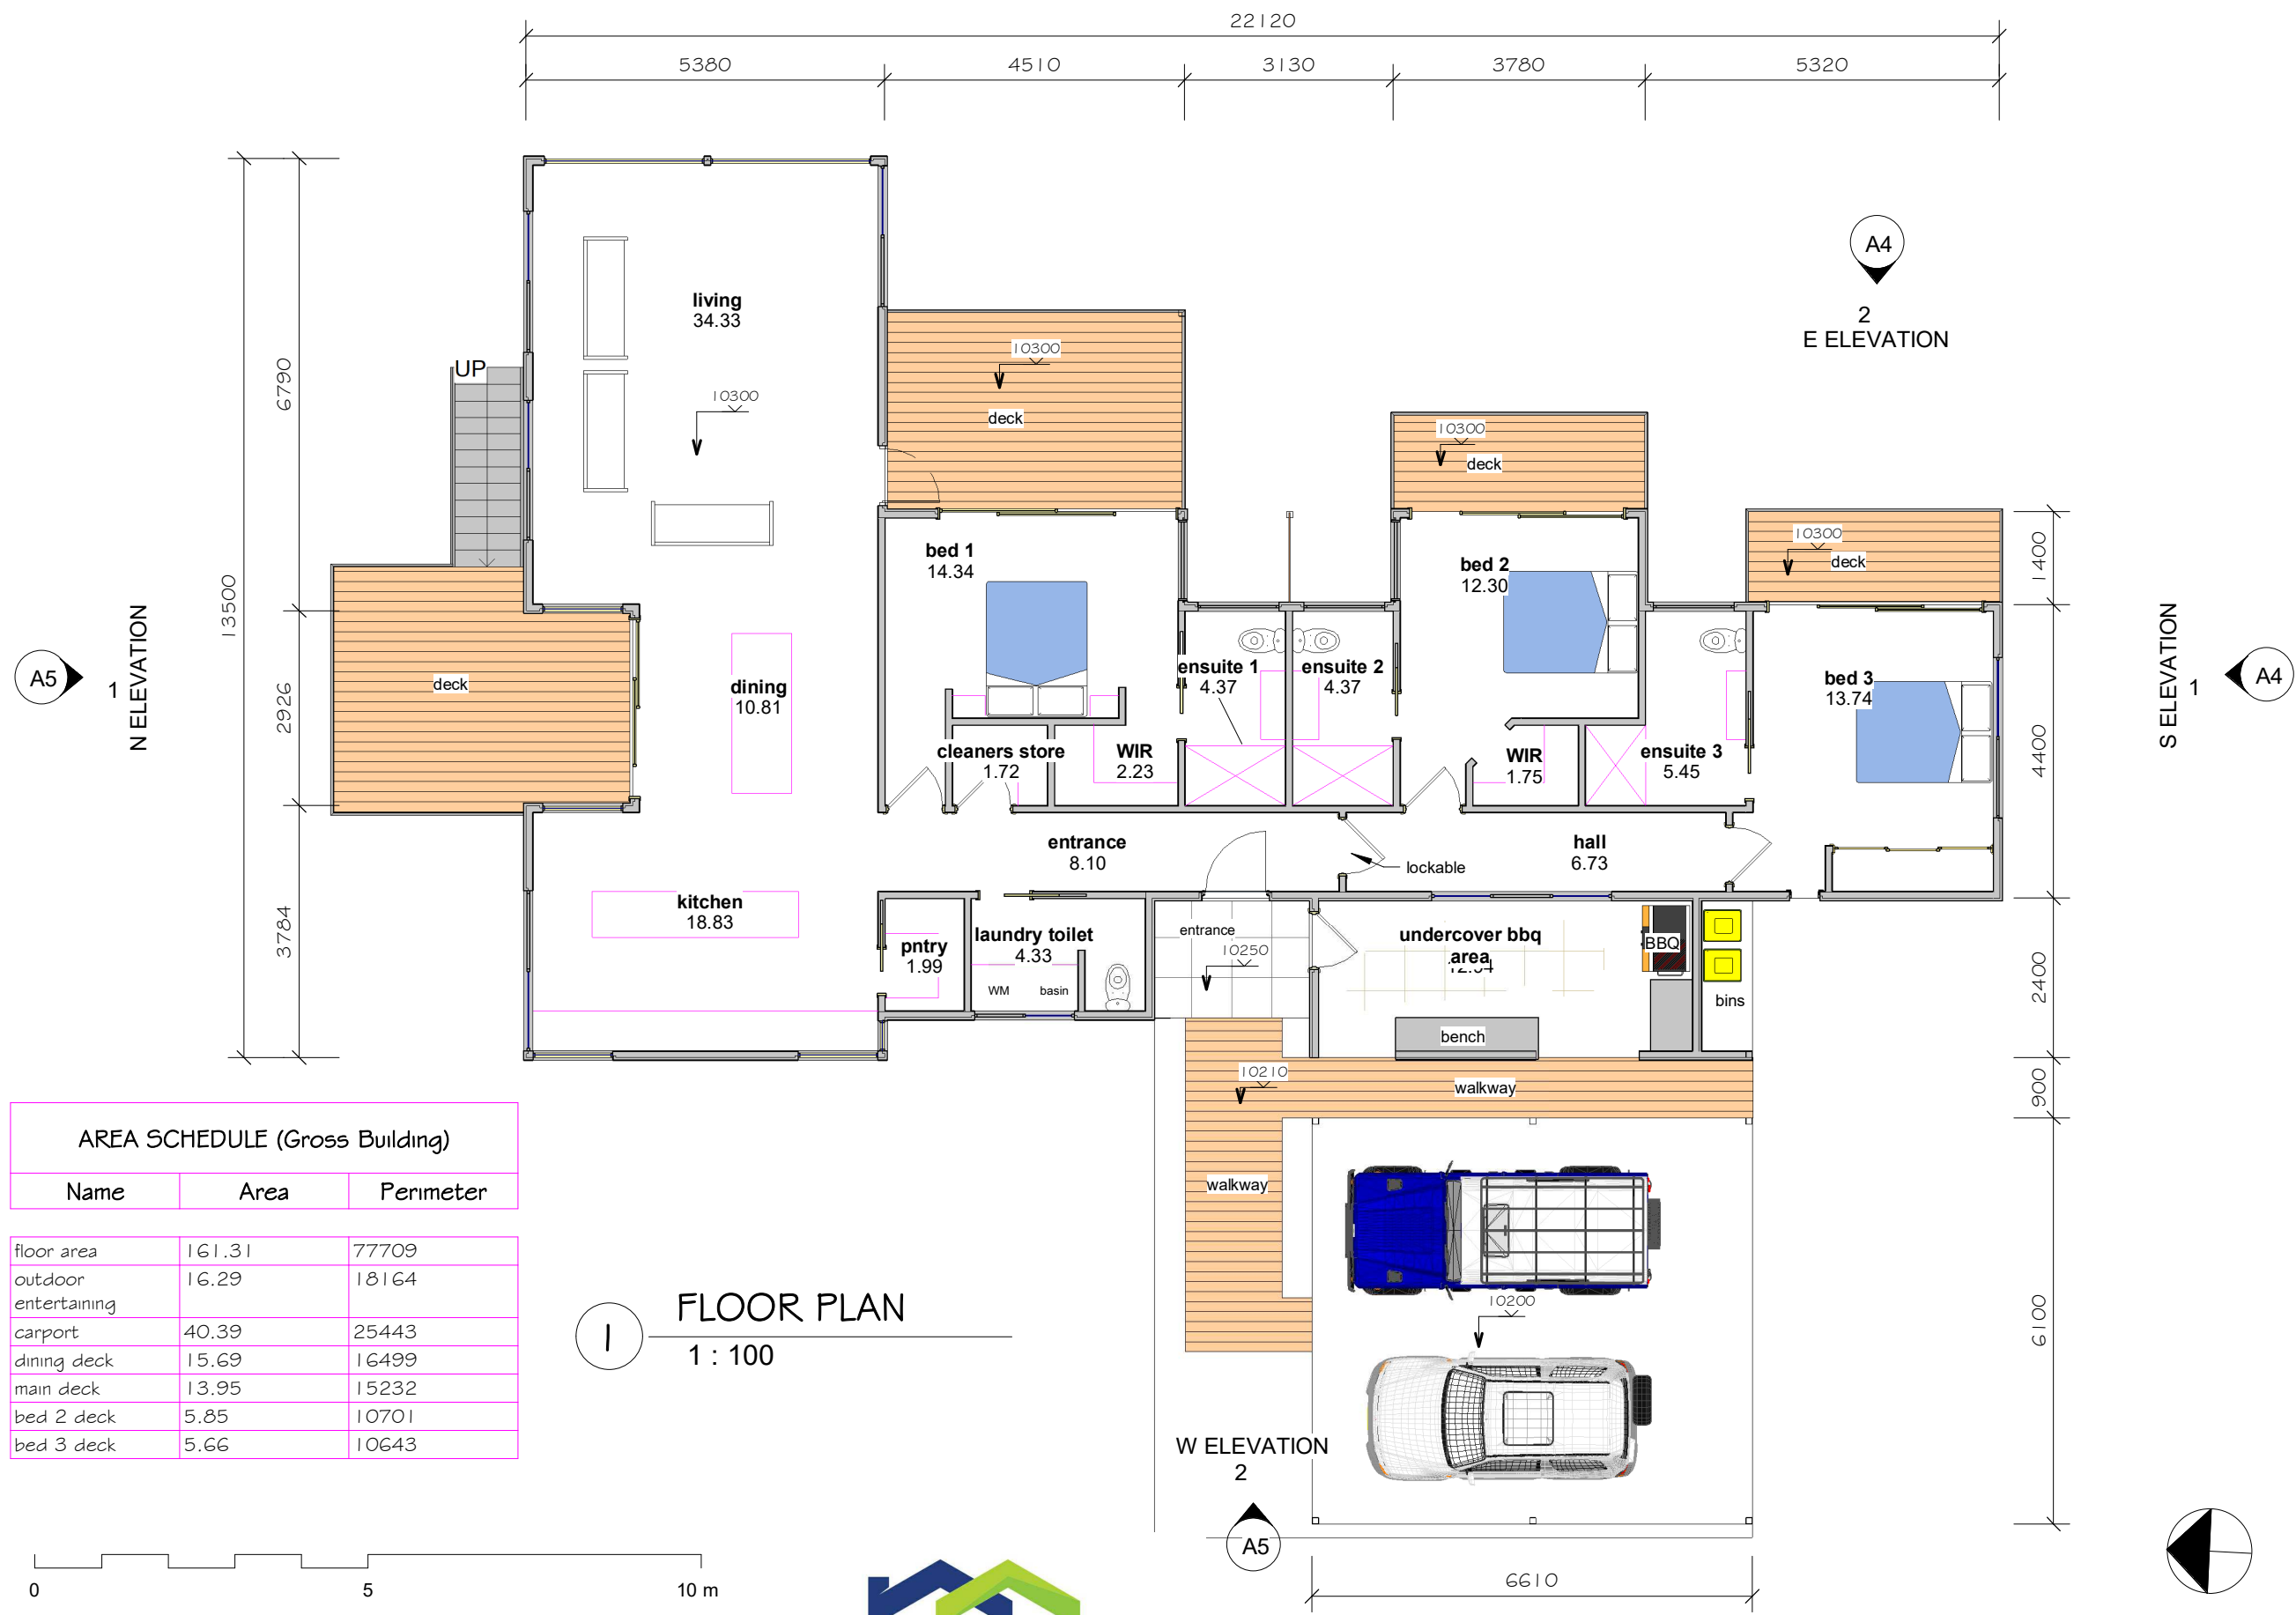 22120
5380
4510
3130
3780
5320
13500
6790
2926
3784
A4
2
E ELEVATION
living
34.33
10300
UP
10300
deck
10300
deck
10300
deck
1400
4400
2400
900
6100
A5
1
N ELEVATION
S ELEVATION
1
A4
deck
dining
10.81
bed 1
14.34
ensuite 1
4.37
ensuite 2
4.37
bed 2
12.30
bed 3
13.74
cleaners store
1.72
WIR
2.23
WIR
1.75
ensuite 3
5.45
entrance
8.10
lockable
hall
6.73
kitchen
18.83
pntry
1.99
laundry toilet
4.33
WM
basin
entrance
10250
undercover bbq
area
BBQ
bins
bench
10210
walkway
walkway
10200
AREA SCHEDULE (Gross Building)
Name Area Perimeter
floor area 161.31 77709
outdoor entertaining 16.29 18164
carport 40.39 25443
dining deck 15.69 16499
main deck 13.95 15232
bed 2 deck 5.85 10701
bed 3 deck 5.66 10643
1
FLOOR PLAN
1 : 100
W ELEVATION
2
A5
6610
0 5 10 m